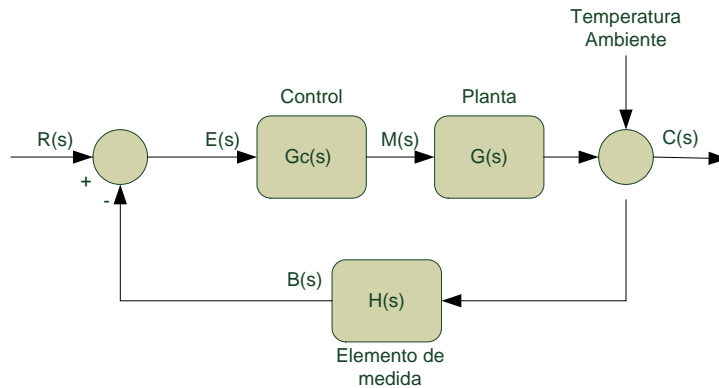 Temperatura
Ambiente
Control
Planta
R(s)
E(s)
Gc(s)
M(s)
G(s)
C(s)
+
-
B(s)
H(s)
Elemento de
medida